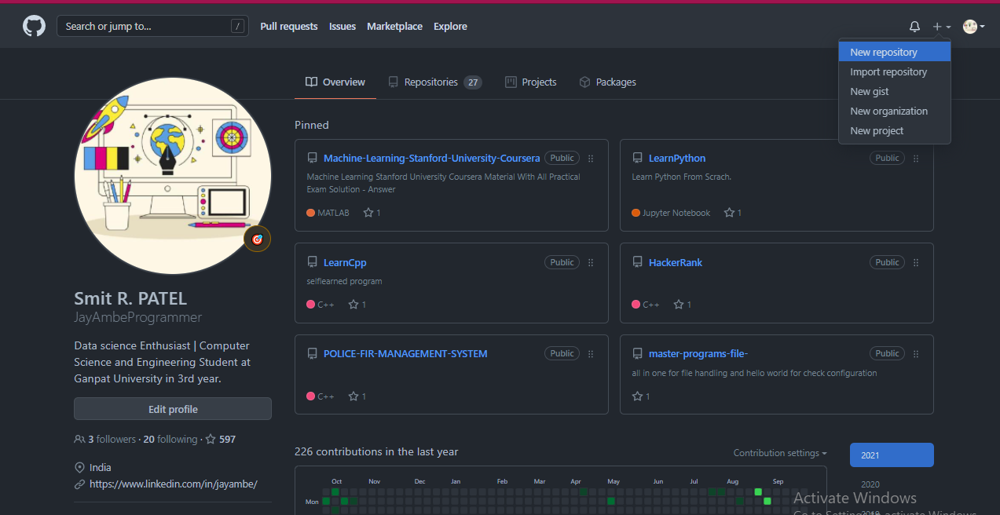 Search or jump to... /
Pull requests Issues Marketplace Explore
New repository
Import repository
New gist
New organization
New project
Overview Repositories 27 Projects Packages
Smit R. PATEL
JayAmbeProgrammer
Data science Enthusiast | Computer
Science and Engineering Student at
Ganpat University in 3rd year.
Edit profile
3 followers · 20 following · 597
India
https://www.linkedin.com/in/jayambe/
Pinned
Machine-Learning-Stanford-University-Coursera Public
Machine Learning Stanford University Coursera Material With All Practical
Exam Solution - Answer
MATLAB 1
LearnPython Public
Learn Python From Scrach.
Jupyter Notebook 1
LearnCpp Public
selflearned program
C++ 1
HackerRank Public
C++ 1
POLICE-FIR-MANAGEMENT-SYSTEM Public
C++ 1
master-programs-file- Public
all in one for file handling and hello world for check configuration
1
226 contributions in the last year
Contribution settings
2021
2020
Oct Nov Dec Jan Feb Mar Apr May Jun Jul Aug Sep
Mon
Activate Windows